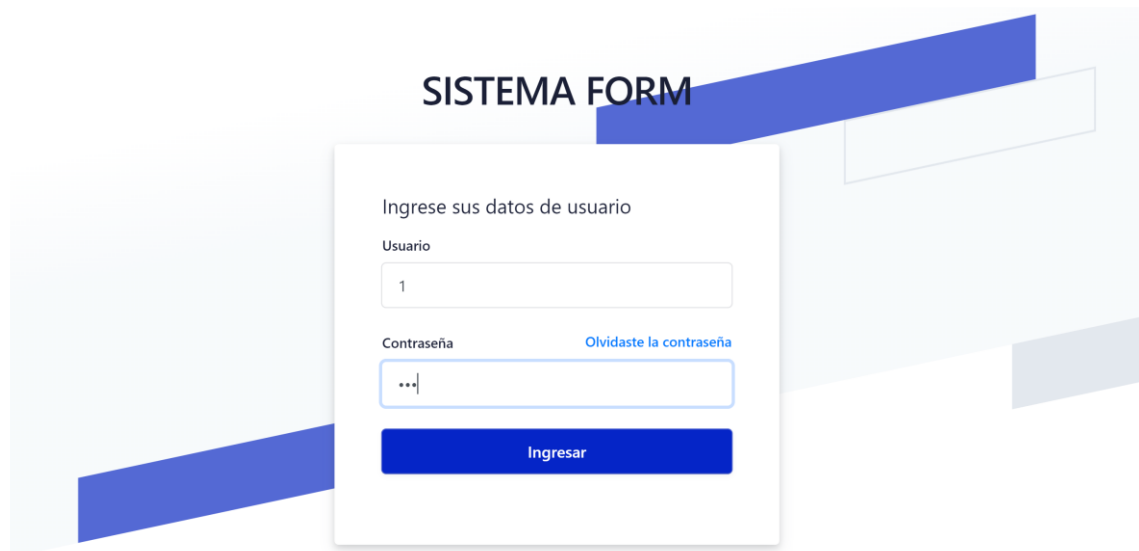 SISTEMA FORM
Ingrese sus datos de usuario
Usuario
1
Contraseña Olvidaste la contraseña
•••
Ingresar